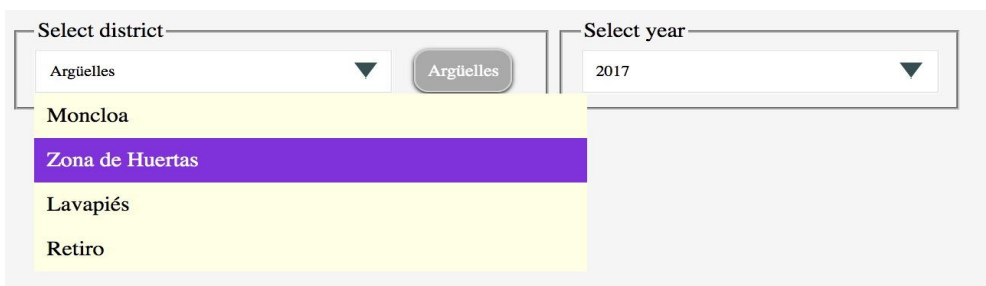 Select district
Select year
Argüelles
Argüelles
2017
Moncloa
Zona de Huertas
Lavapiés
Retiro